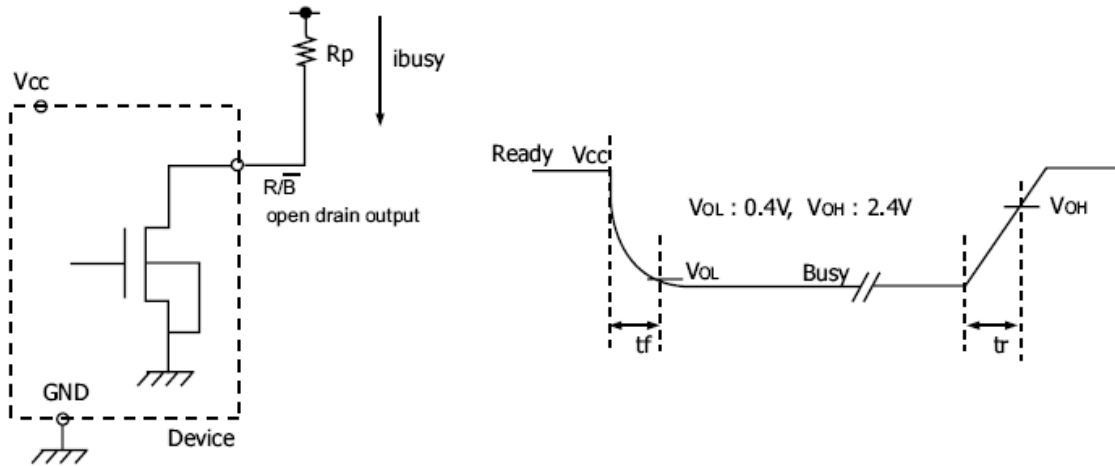 Rp
ibusy
Vcc
R/B
open drain output
GND
Device
Ready Vcc
VOL : 0.4V, VOH : 2.4V
VOH
VOL
Busy
tf
tr